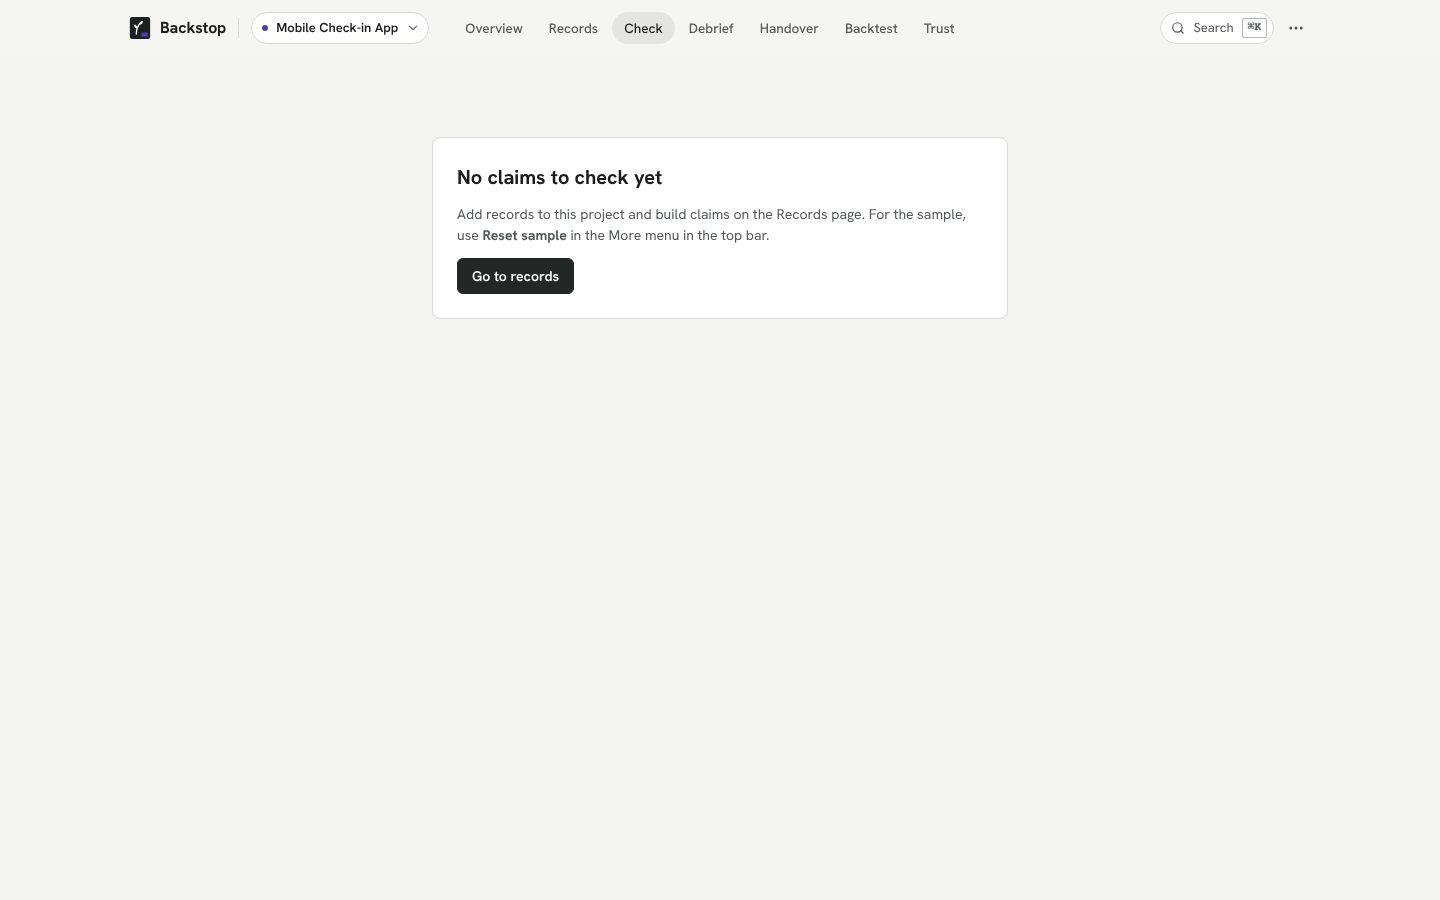 Backstop
Mobile Check-in App
Overview
Records
Check
Debrief
Handover
Backtest
Trust
Search
⌘K
No claims to check yet
Add records to this project and build claims on the Records page. For the sample,
use Reset sample in the More menu in the top bar.
Go to records